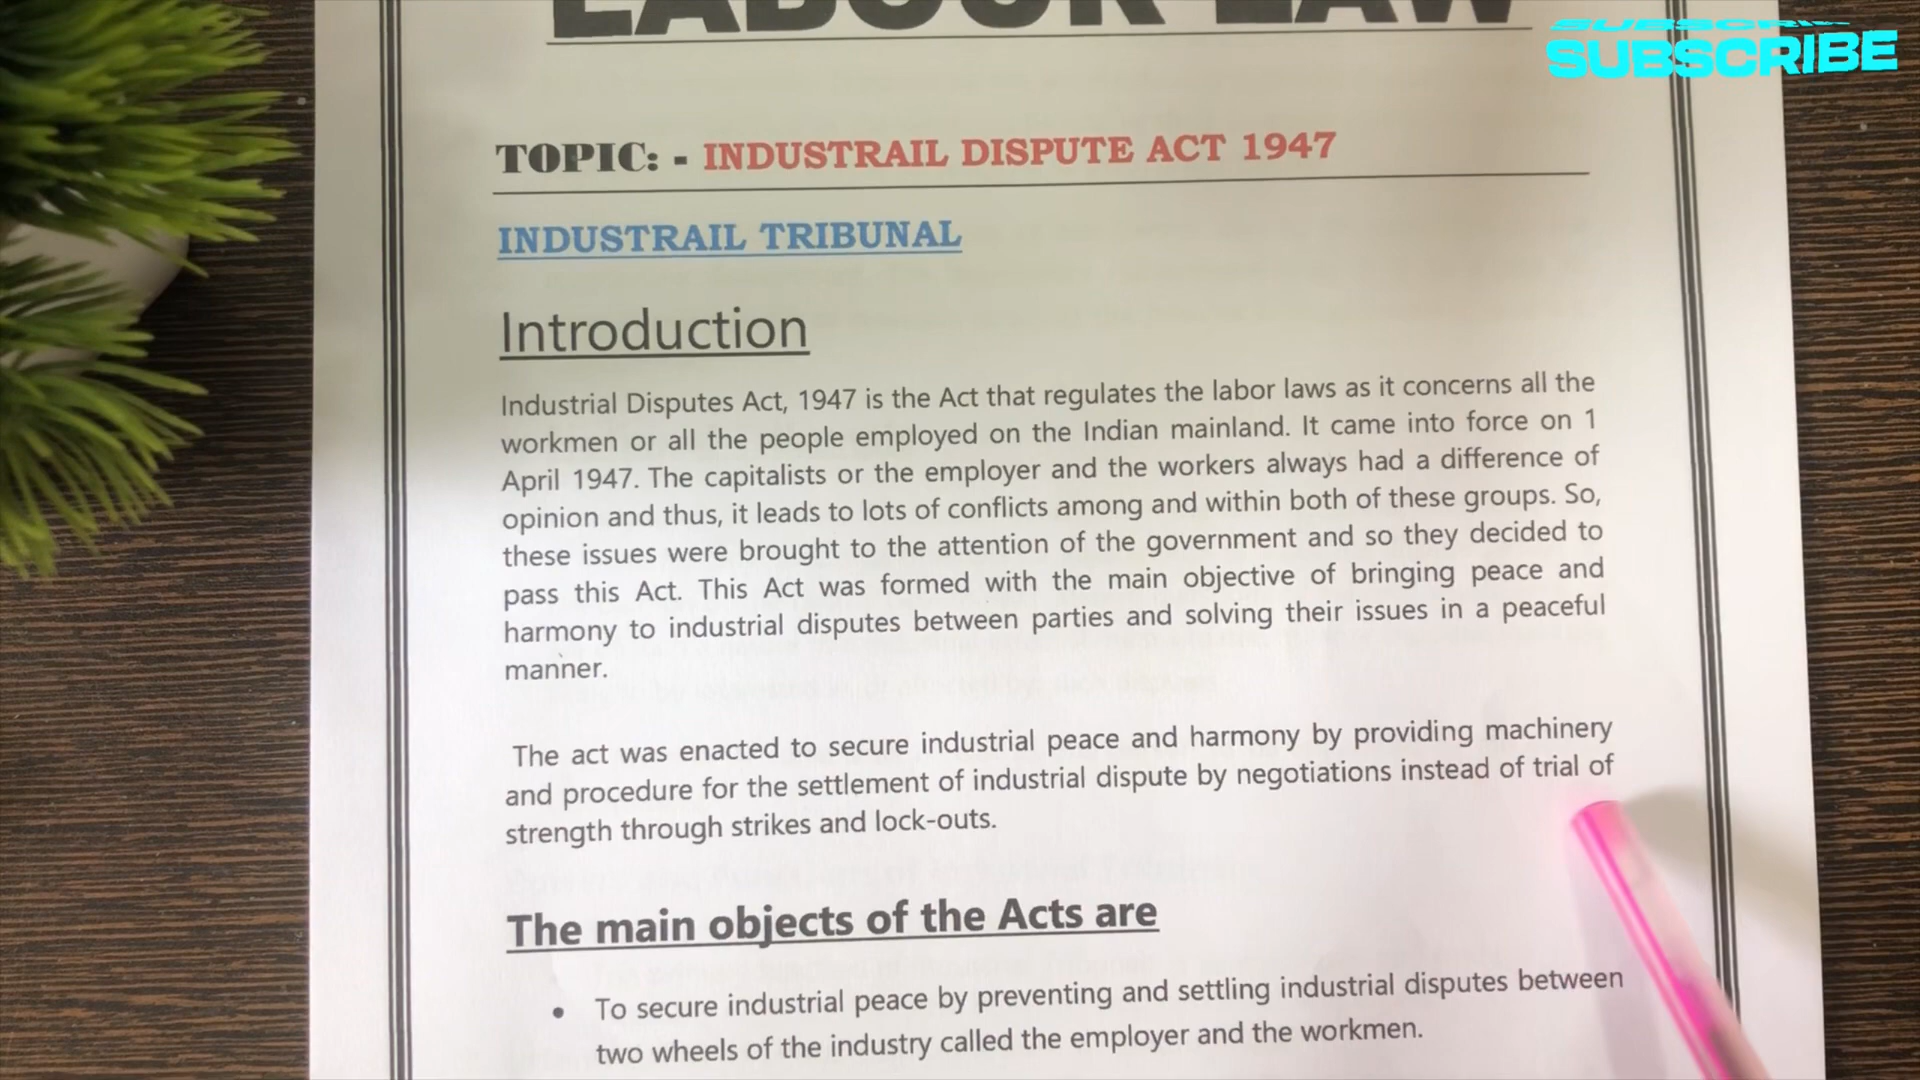 LABOUR LAW
SUBSCRIBE
SUBSCRIBE
TOPIC: - INDUSTRAIL DISPUTE ACT 1947
INDUSTRAIL TRIBUNAL
Introduction
Industrial Disputes Act, 1947 is the Act that regulates the labor laws as it concerns all the
workmen or all the people employed on the Indian mainland. It came into force on 1
April 1947. The capitalists or the employer and the workers always had a difference of
opinion and thus, it leads to lots of conflicts among and within both of these groups. So,
these issues were brought to the attention of the government and so they decided to
pass this Act. This Act was formed with the main objective of bringing peace and
harmony to industrial disputes between parties and solving their issues in a peaceful
manner.
The act was enacted to secure industrial peace and harmony by providing machinery
and procedure for the settlement of industrial dispute by negotiations instead of trial of
strength through strikes and lock-outs.
The main objects of the Acts are
• To secure industrial peace by preventing and settling industrial disputes between
two wheels of the industry called the employer and the workmen.